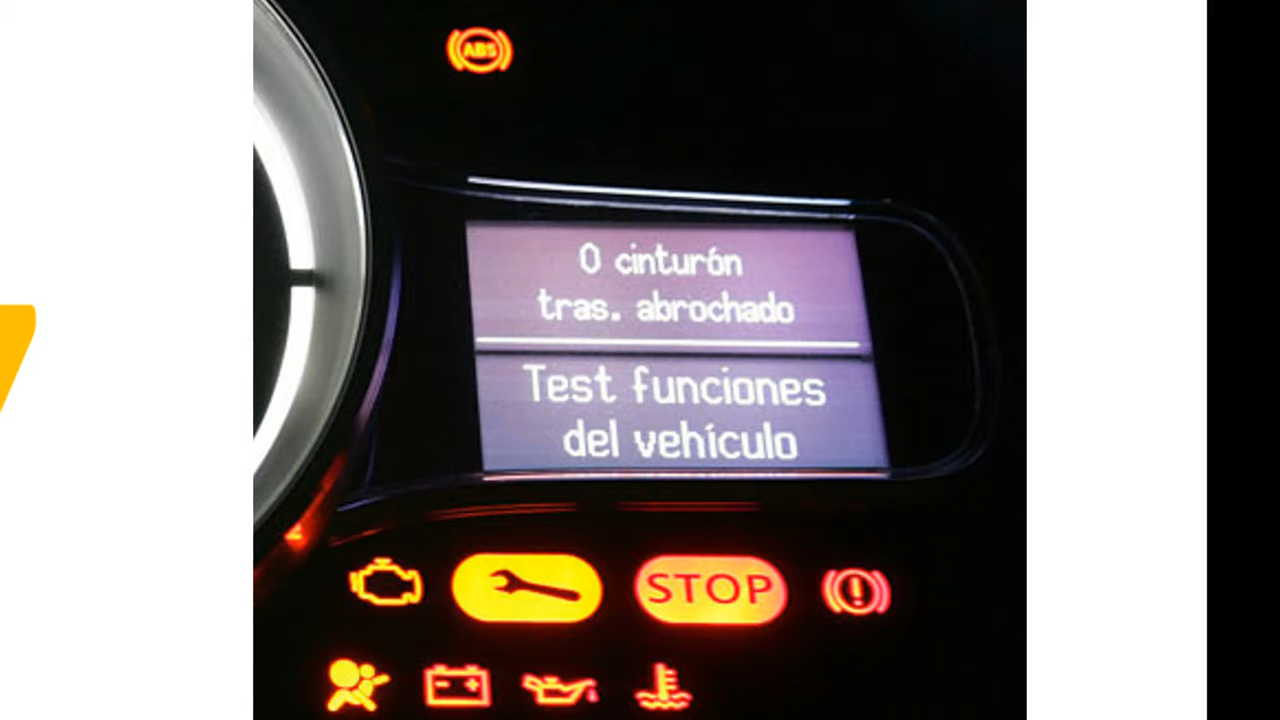 ABS
0 cinturón
tras. abrochado
Test funciones
del vehículo
STOP